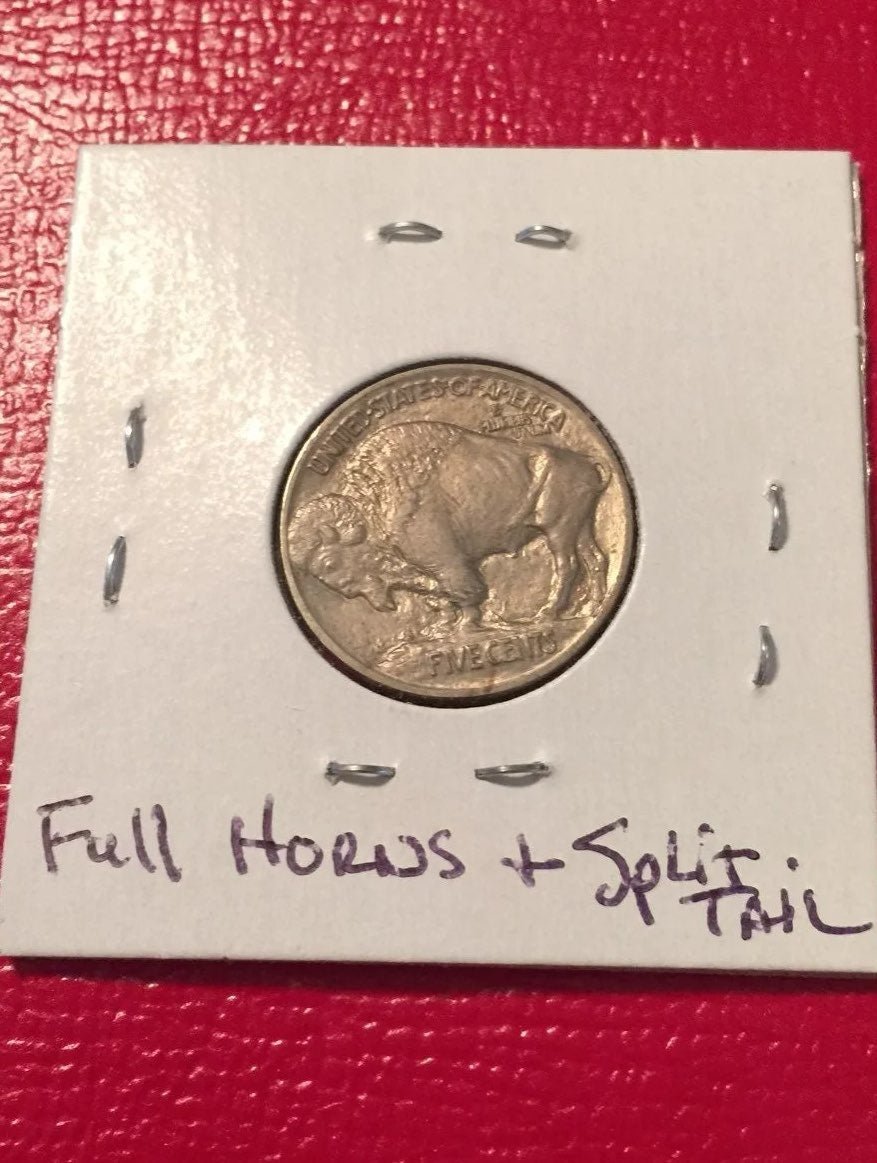 UNITED·STATES·OF·AMERICA
E
PLURIBUS
UNUM
FIVE CENTS
Full HORNS + Split
TAIL